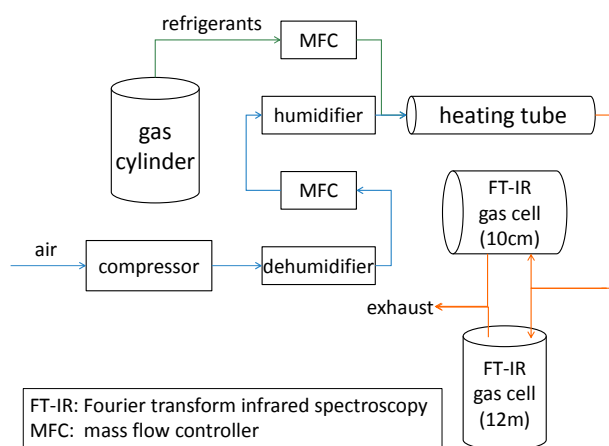 refrigerants
MFC
gas
cylinder
humidifier
heating tube
MFC
FT-IR
gas cell
(10cm)
air
compressor
dehumidifier
exhaust
FT-IR
gas cell
(12m)
FT-IR: Fourier transform infrared spectroscopy
MFC: mass flow controller